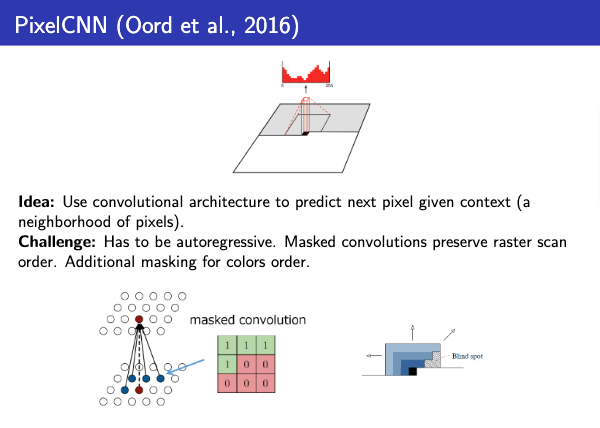 PixelCNN (Oord et al., 2016)
0 255
Idea: Use convolutional architecture to predict next pixel given context (a
neighborhood of pixels).
Challenge: Has to be autoregressive. Masked convolutions preserve raster scan
order. Additional masking for colors order.
masked convolution
1 1 1
1 0 0
0 0 0
Blind spot